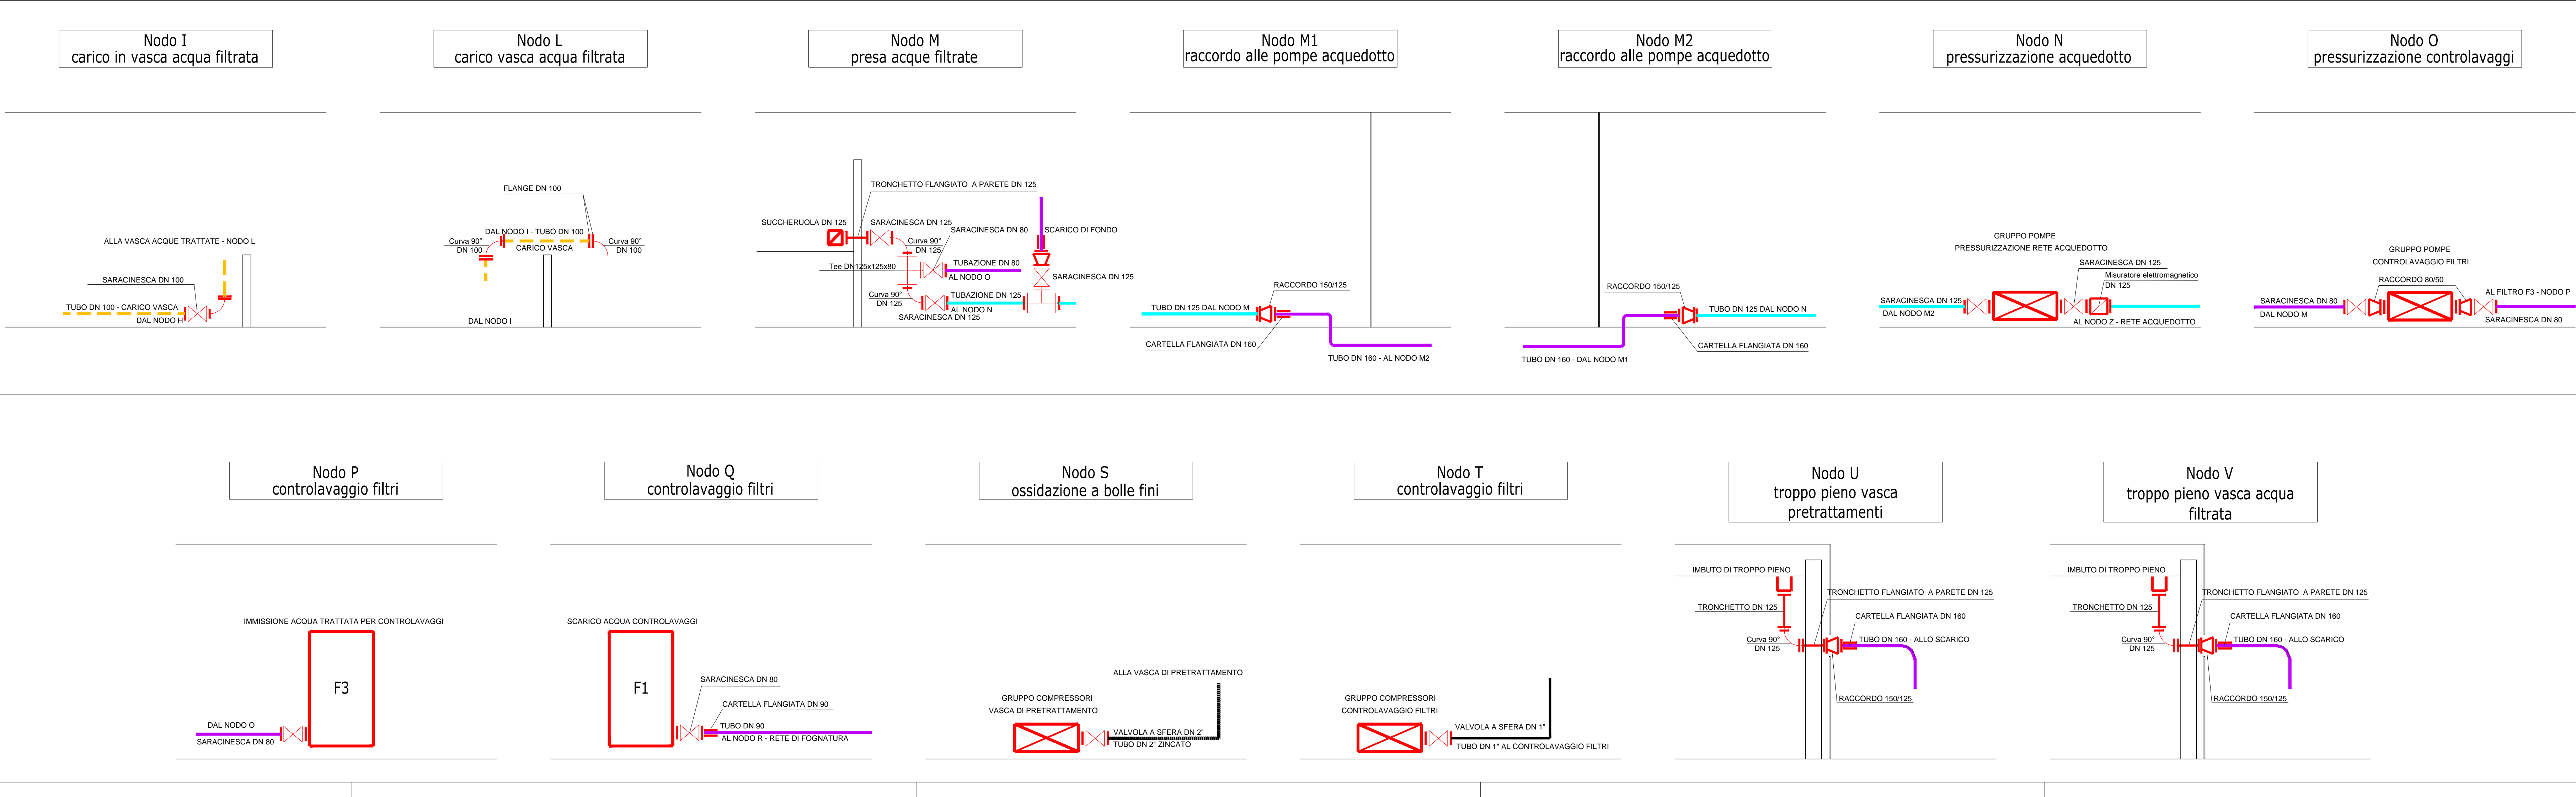 Nodo I
carico in vasca acqua filtrata
ALLA VASCA ACQUE TRATTATE - NODO L
SARACINESCA DN 100
TUBO DN 100 - CARICO VASCA
DAL NODO H
Nodo L
carico vasca acqua filtrata
FLANGE DN 100
DAL NODO I - TUBO DN 100
Curva 90°
DN 100
CARICO VASCA
Curva 90°
DN 100
DAL NODO I
Nodo M
presa acque filtrate
TRONCHETTO FLANGIATO A PARETE DN 125
SUCCHERUOLA DN 125
SARACINESCA DN 125
SARACINESCA DN 80
SCARICO DI FONDO
Curva 90°
DN 125
Tee DN125x125x80
TUBAZIONE DN 80
AL NODO O
SARACINESCA DN 125
Curva 90°
DN 125
TUBAZIONE DN 125
AL NODO N
SARACINESCA DN 125
Nodo M1
raccordo alle pompe acquedotto
RACCORDO 150/125
TUBO DN 125 DAL NODO M
CARTELLA FLANGIATA DN 160
TUBO DN 160 - AL NODO M2
Nodo M2
raccordo alle pompe acquedotto
RACCORDO 150/125
TUBO DN 125 DAL NODO N
CARTELLA FLANGIATA DN 160
TUBO DN 160 - DAL NODO M1
Nodo N
pressurizzazione acquedotto
GRUPPO POMPE
PRESSURIZZAZIONE RETE ACQUEDOTTO
SARACINESCA DN 125
Misuratore elettromagnetico
DN 125
SARACINESCA DN 125
DAL NODO M2
AL NODO Z - RETE ACQUEDOTTO
Nodo O
pressurizzazione controlavaggi
GRUPPO POMPE
CONTROLAVAGGIO FILTRI
RACCORDO 80/50
AL FILTRO F3 - NODO P
SARACINESCA DN 80
DAL NODO M
SARACINESCA DN 80
Nodo P
controlavaggio filtri
IMMISSIONE ACQUA TRATTATA PER CONTROLAVAGGI
F3
DAL NODO O
SARACINESCA DN 80
Nodo Q
controlavaggio filtri
SCARICO ACQUA CONTROLAVAGGI
F1
SARACINESCA DN 80
CARTELLA FLANGIATA DN 90
TUBO DN 90
AL NODO R - RETE DI FOGNATURA
Nodo S
ossidazione a bolle fini
ALLA VASCA DI PRETRATTAMENTO
GRUPPO COMPRESSORI
VASCA DI PRETRATTAMENTO
VALVOLA A SFERA DN 2"
TUBO DN 2" ZINCATO
Nodo T
controlavaggio filtri
GRUPPO COMPRESSORI
CONTROLAVAGGIO FILTRI
VALVOLA A SFERA DN 1"
TUBO DN 1" AL CONTROLAVAGGIO FILTRI
Nodo U
troppo pieno vasca
pretrattamenti
IMBUTO DI TROPPO PIENO
TRONCHETTO FLANGIATO A PARETE DN 125
TRONCHETTO DN 125
CARTELLA FLANGIATA DN 160
Curva 90°
DN 125
TUBO DN 160 - ALLO SCARICO
RACCORDO 150/125
Nodo V
troppo pieno vasca acqua
filtrata
IMBUTO DI TROPPO PIENO
TRONCHETTO FLANGIATO A PARETE DN 125
TRONCHETTO DN 125
CARTELLA FLANGIATA DN 160
Curva 90°
DN 125
TUBO DN 160 - ALLO SCARICO
RACCORDO 150/125